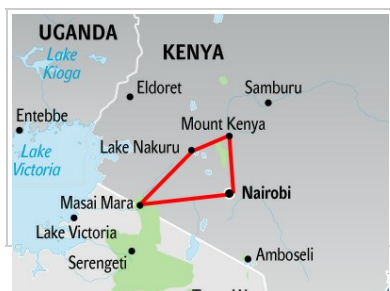 UGANDA
Lake
Kioga
KENYA
Eldoret
Samburu
Entebbe
Mount Kenya
Lake
Victoria
Lake Nakuru
Masai Mara
Nairobi
Lake Victoria
Serengeti
Amboseli